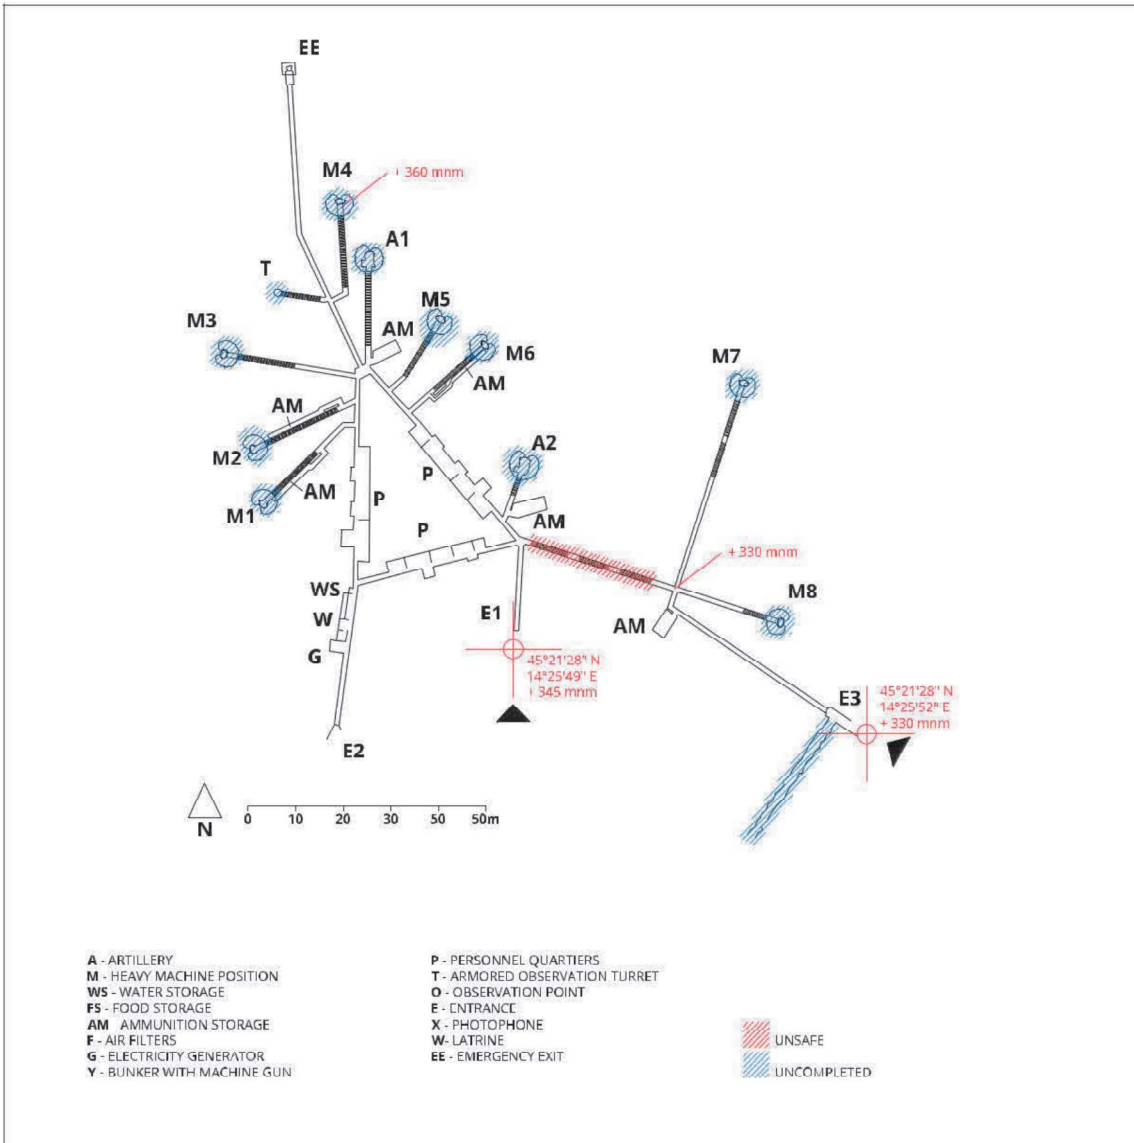 EE
M4
+ 360 mnm
A1
T
M5
M3
AM
M6
M7
AM
AM
M2
A2
P
AM
P
M1
AM
P
+ 330 mnm
WS
E1
M8
W
AM
G
45°21'28" N
14°25'49" E
+ 345 mnm
E3
45°21'28" N
14°25'52" E
+ 330 mnm
E2
N
0 10 20 30 50 50m
A - ARTILLERY
M - HEAVY MACHINE POSITION
WS - WATER STORAGE
FS - FOOD STORAGE
AM AMMUNITION STORAGE
F - AIR FILTERS
G - ELECTRICITY GENERATOR
Y - BUNKER WITH MACHINE GUN
P - PERSONNEL QUARTIERS
T - ARMORED OBSERVATION TURRET
O - OBSERVATION POINT
E - ENTRANCE
X - PHOTOPHONE
W- LATRINE
EE - EMERGENCY EXIT
UNSAFE
UNCOMPLETED